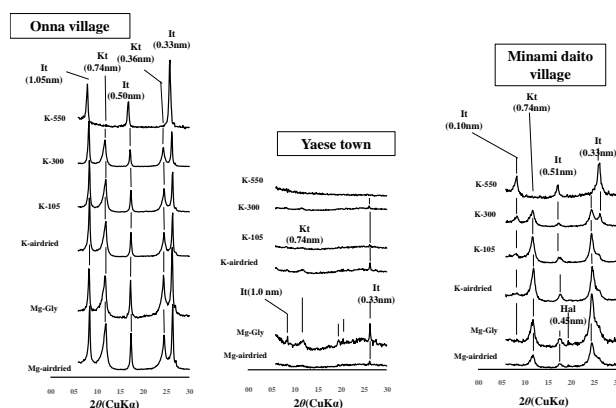 Onna village
It
(1.05nm)
Kt
(0.74nm)
It
(0.50nm)
Kt
(0.36nm)
It
(0.33nm)
K-550
K-300
K-105
K-airdried
Mg-Gly
Mg-airdried
00 05 10 15 20 25 30
2θ(CuKα)
Yaese town
K-550
K-300
K-105
Kt
(0.74nm)
K-airdried
It(1.0 nm)
It
(0.33nm)
Mg-Gly
Mg-airdried
00 05 10 15 20 25 30
2θ(CuKα)
Minami daito
village
It
(0.10nm)
Kt
(0.74nm)
It
(0.51nm)
It
(0.33nm)
K-550
K-300
K-105
K-airdried
Hal
(0.45nm)
Mg-Gly
Mg-airdried
00 05 10 15 20 25 30
2θ(CuKα)